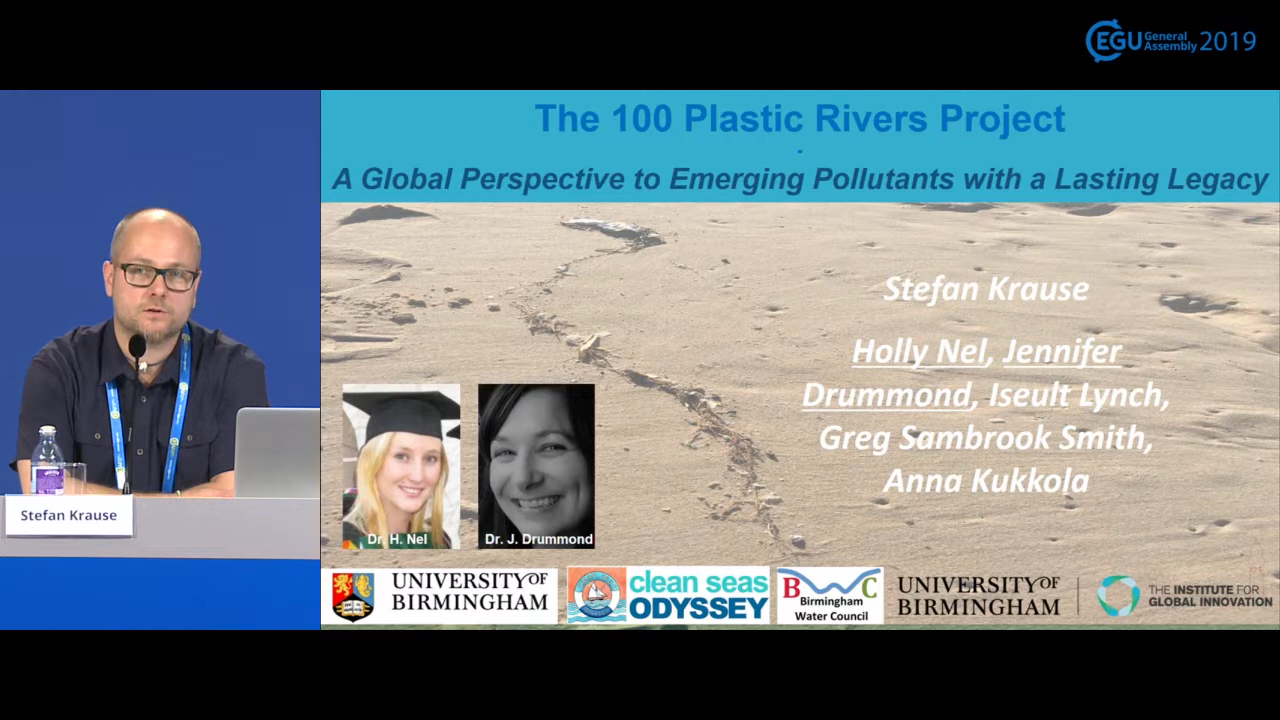 EGU General Assembly 2019
The 100 Plastic Rivers Project
-
A Global Perspective to Emerging Pollutants with a Lasting Legacy
Stefan Krause
Holly Nel, Jennifer
Drummond, Iseult Lynch,
Greg Sambrook Smith,
Anna Kukkola
Dr. H. Nel
Dr. J. Drummond
Stefan Krause
UNIVERSITY OF
BIRMINGHAM
clean seas
ODYSSEY
B C
Birmingham
Water Council
UNIVERSITY OF
BIRMINGHAM
THE INSTITUTE FOR
GLOBAL INNOVATION